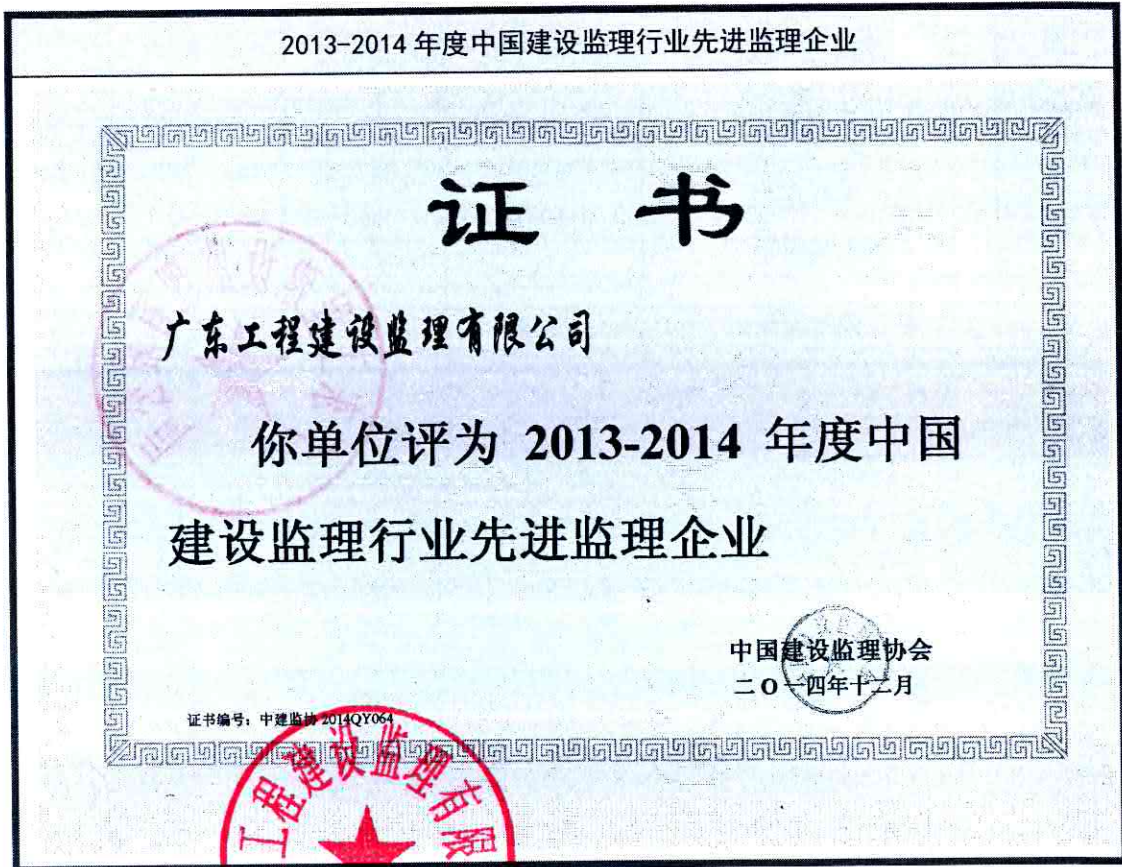 2013-2014 年度中国建设监理行业先进监理企业
证 书
广东工程建设监理有限公司
你单位评为 2013-2014 年度中国
建设监理行业先进监理企业
中国建设监理协会
二O一四年十二月
证书编号：中建监协 2014QY064
工程建设监理有限